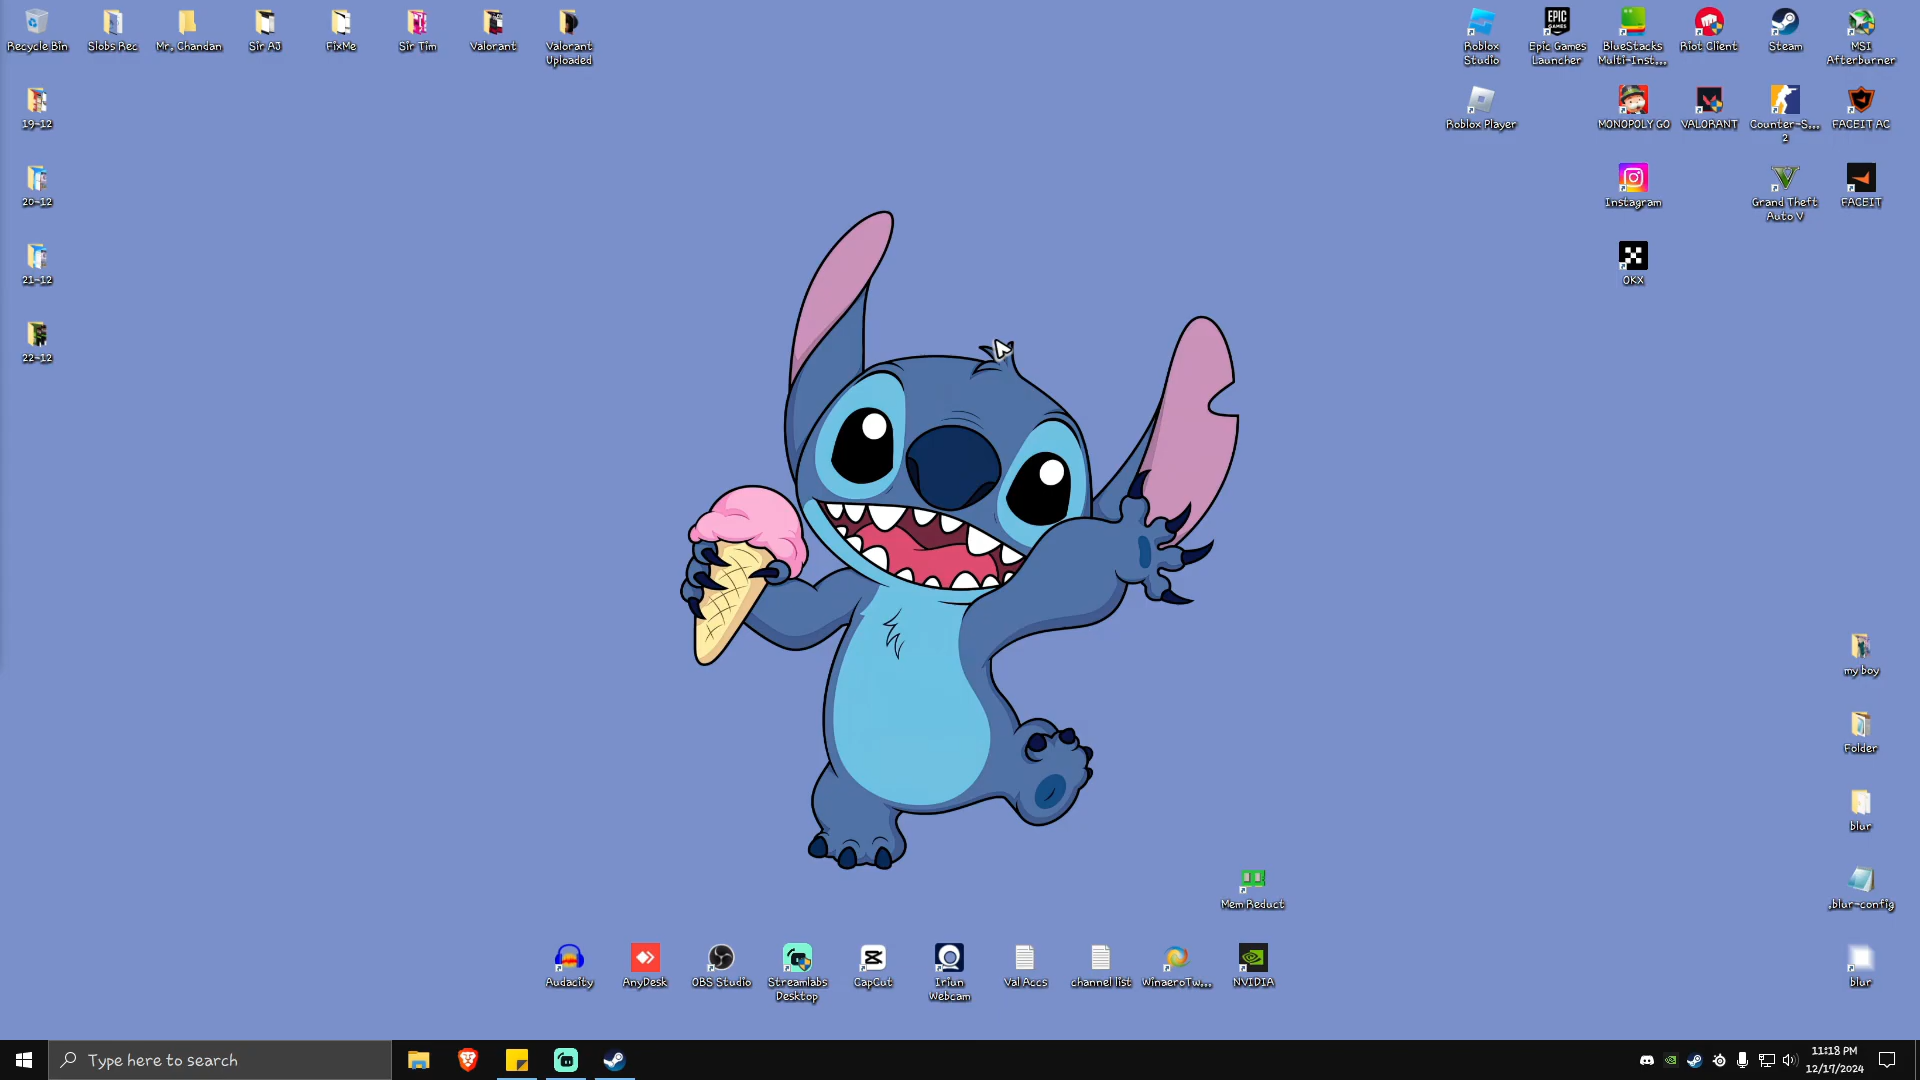 Recycle Bin
Slobs Rec
Mr. Chandan
Sir AJ
FixMe
Sir Tim
Valorant
Valorant
Uploaded
Roblox
Studio
Epic Games
Launcher
BlueStacks
Multi-Inst...
Riot Client
Steam
MSI
Afterburner
19-12
Roblox Player
MONOPOLY GO
VALORANT
Counter-S...
2
FACEIT AC
20-12
Instagram
Grand Theft
Auto V
FACEIT
21-12
OKX
22-12
my boy
Folder
blur
Mem Reduct
.blur-config
Audacity
AnyDesk
OBS Studio
Streamlabs
Desktop
CapCut
Iriun
Webcam
Val Accs
channel list
WinaeroTw...
NVIDIA
blur
Type here to search
11:18 PM
12/17/2024